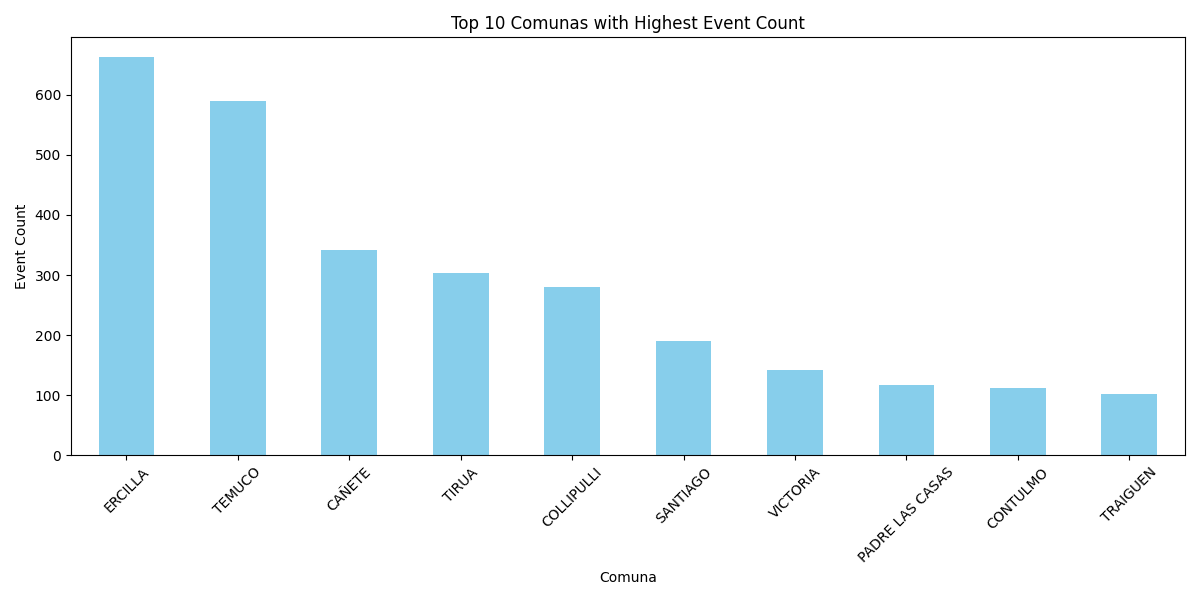 Top 10 Comunas with Highest Event Count
Event Count
600
500
400
300
200
100
0
ERCILLA
TEMUCO
CAÑETE
TIRUA
COLLIPULLI
SANTIAGO
VICTORIA
PADRE LAS CASAS
CONTULMO
TRAIGUEN
Comuna